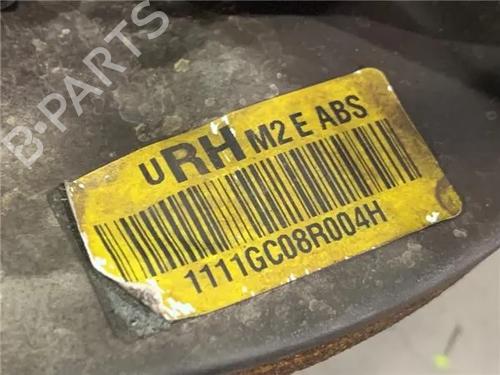 B-PARTS
URH M2 E ABS
1111GC08R004H